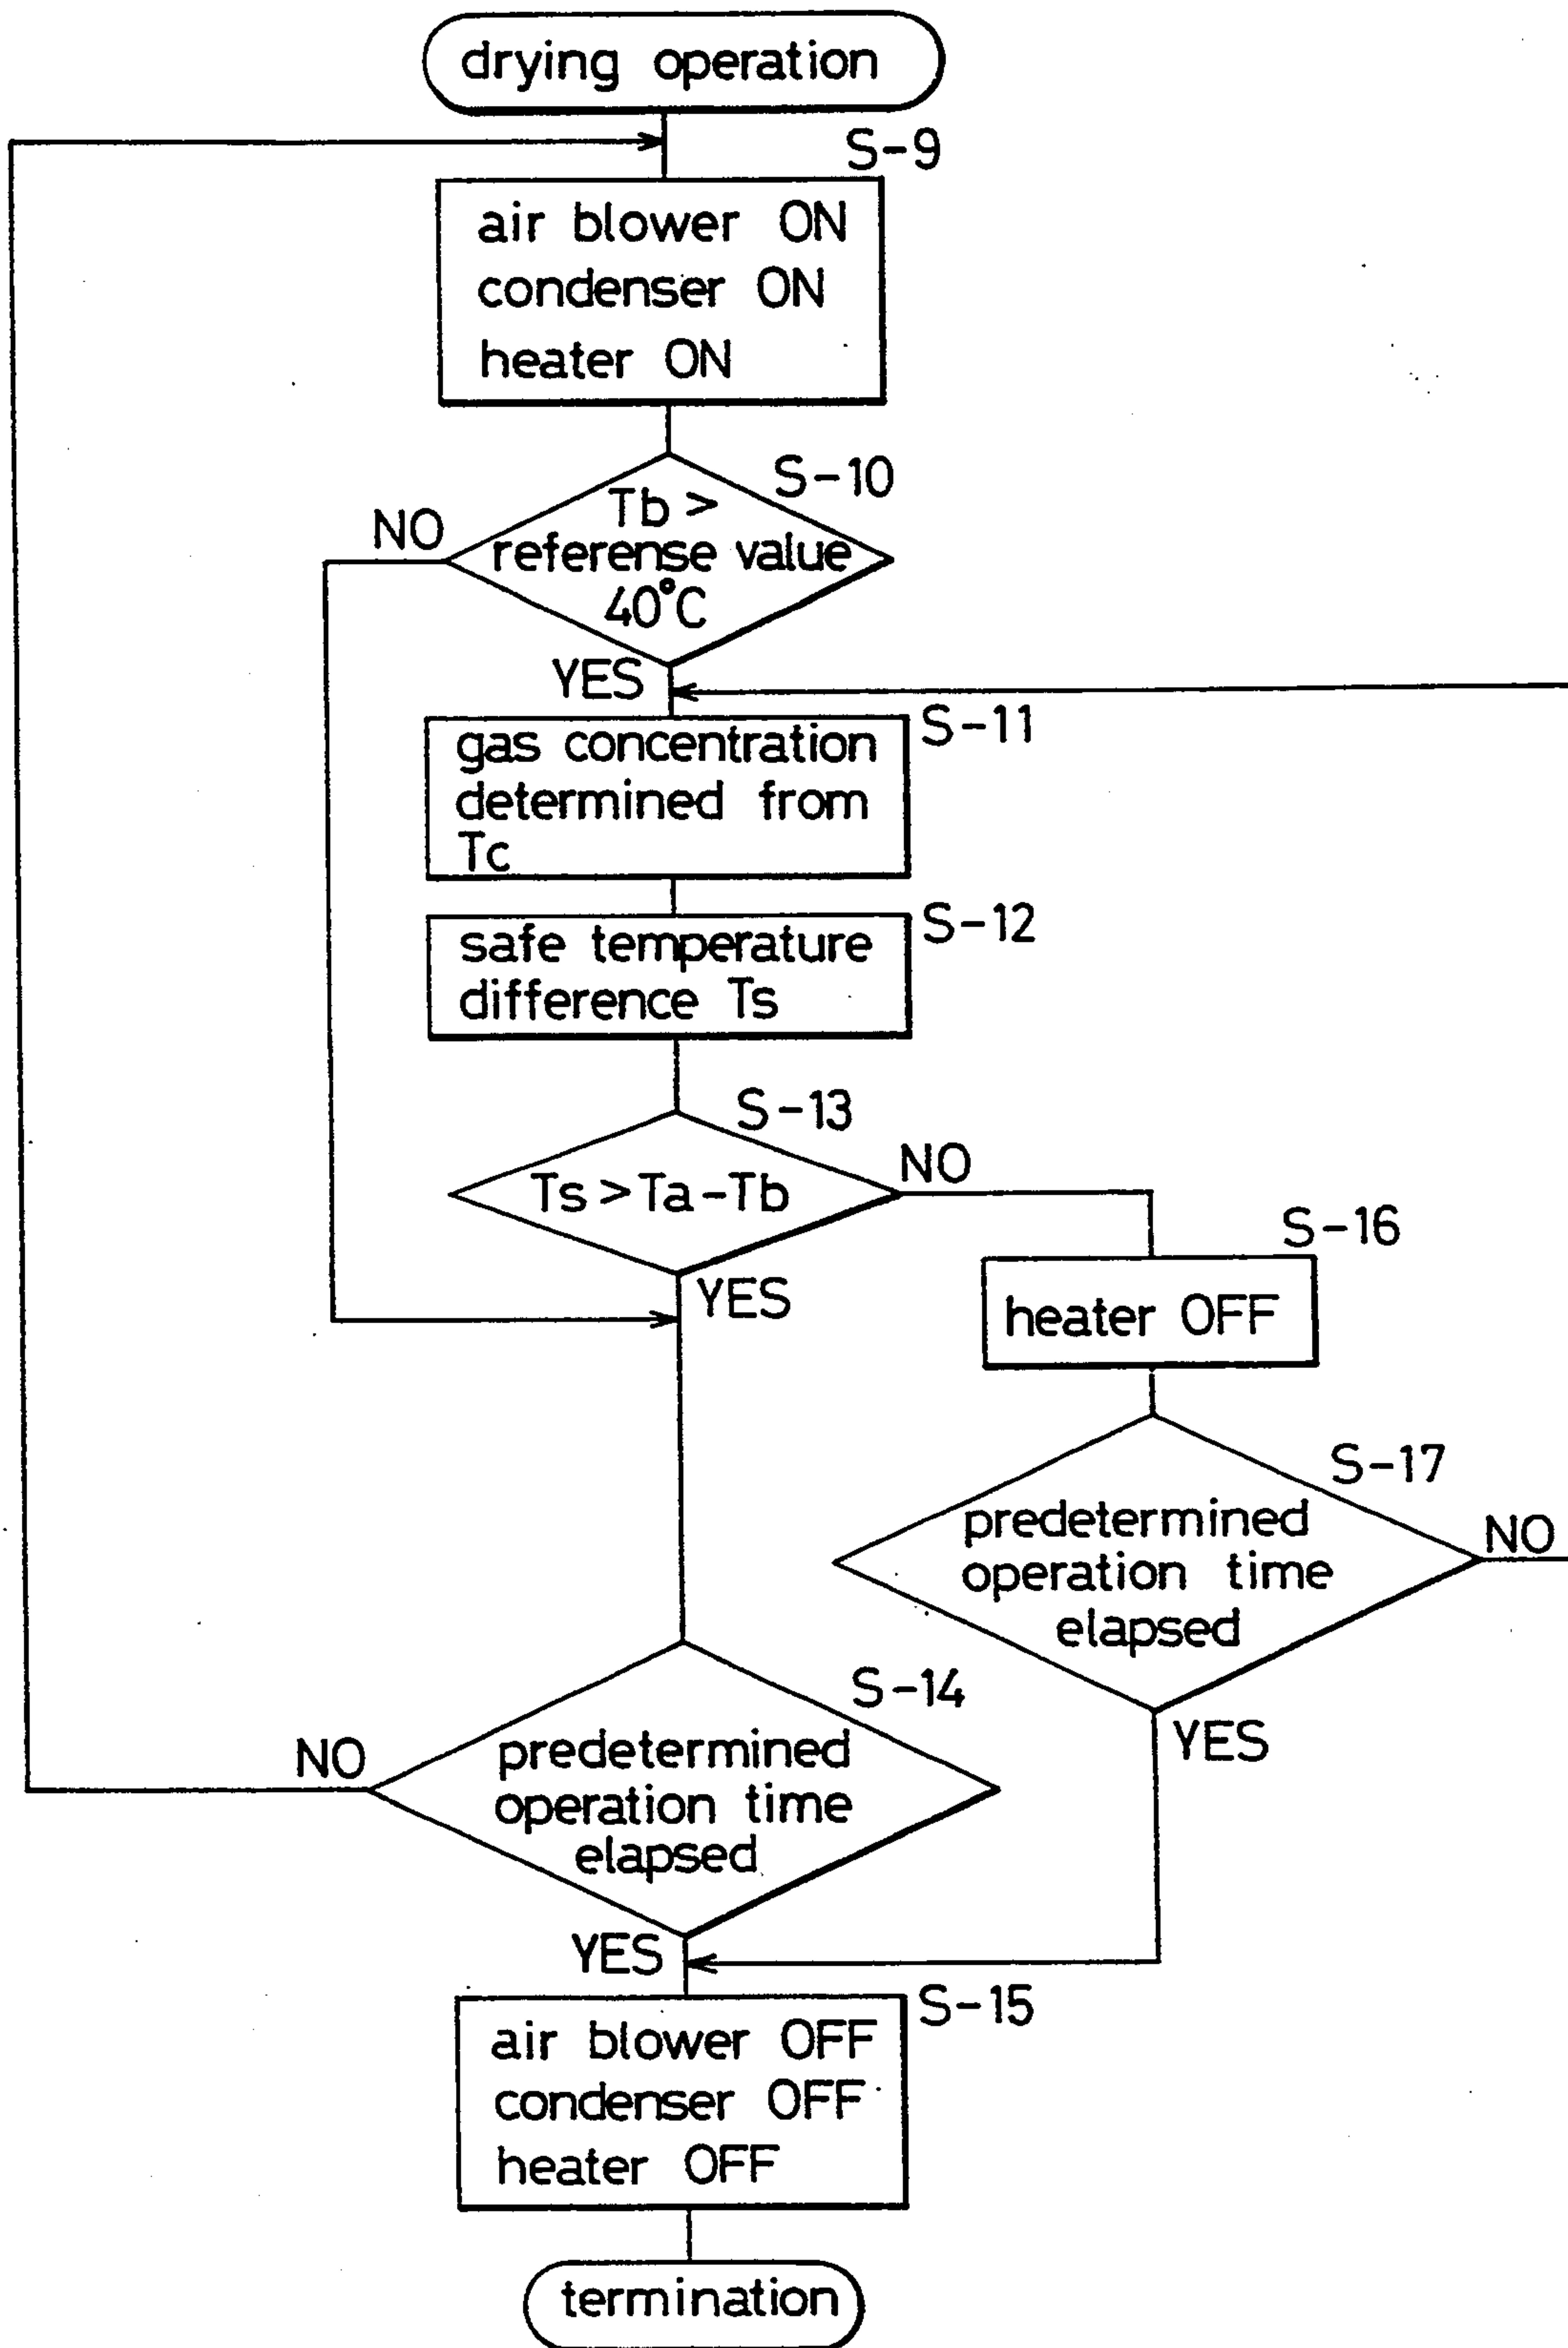 drying operation
S-9
air blower ON
condenser ON
heater ON
S-10
Tb >
referense value
40°C
NO
YES
S-11
gas concentration
determined from
Tc
S-12
safe temperature
difference Ts
S-13
Ts > Ta - Tb
NO
YES
S-16
heater OFF
S-17
predetermined
operation time
elapsed
NO
YES
S-14
predetermined
operation time
elapsed
NO
YES
S-15
air blower OFF
condenser OFF
heater OFF
termination